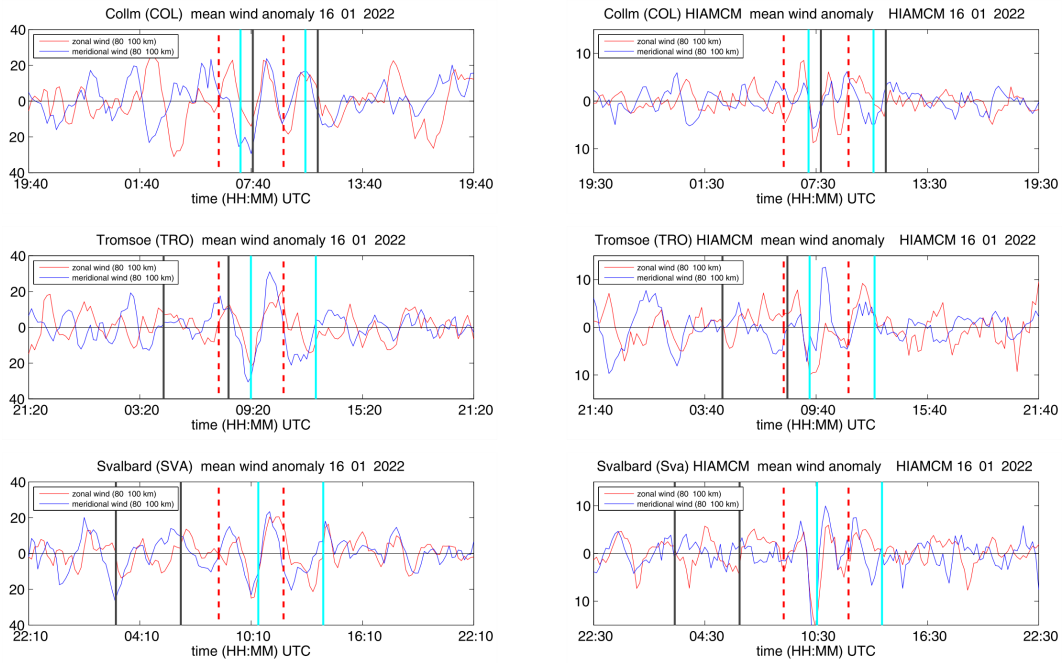 Collm (COL) mean wind anomaly 16 01 2022
40
20
0
20
40
zonal wind (80 100 km)
meridional wind (80 100 km)
19:40 01:40 07:40 13:40 19:40
time (HH:MM) UTC
Collm (COL) HIAMCM mean wind anomaly HIAMCM 16 01 2022
10
0
10
zonal wind (80 100 km)
meridional wind (80 100 km)
19:30 01:30 07:30 13:30 19:30
time (HH:MM) UTC
Tromsoe (TRO) mean wind anomaly 16 01 2022
40
20
0
20
40
zonal wind (80 100 km)
meridional wind (80 100 km)
21:20 03:20 09:20 15:20 21:20
time (HH:MM) UTC
Tromsoe (TRO) HIAMCM mean wind anomaly HIAMCM 16 01 2022
10
0
10
zonal wind (80 100 km)
meridional wind (80 100 km)
21:40 03:40 09:40 15:40 21:40
time (HH:MM) UTC
Svalbard (SVA) mean wind anomaly 16 01 2022
40
20
0
20
40
zonal wind (80 100 km)
meridional wind (80 100 km)
22:10 04:10 10:10 16:10 22:10
time (HH:MM) UTC
Svalbard (Sva) HIAMCM mean wind anomaly HIAMCM 16 01 2022
10
0
10
zonal wind (80 100 km)
meridional wind (80 100 km)
22:30 04:30 10:30 16:30 22:30
time (HH:MM) UTC